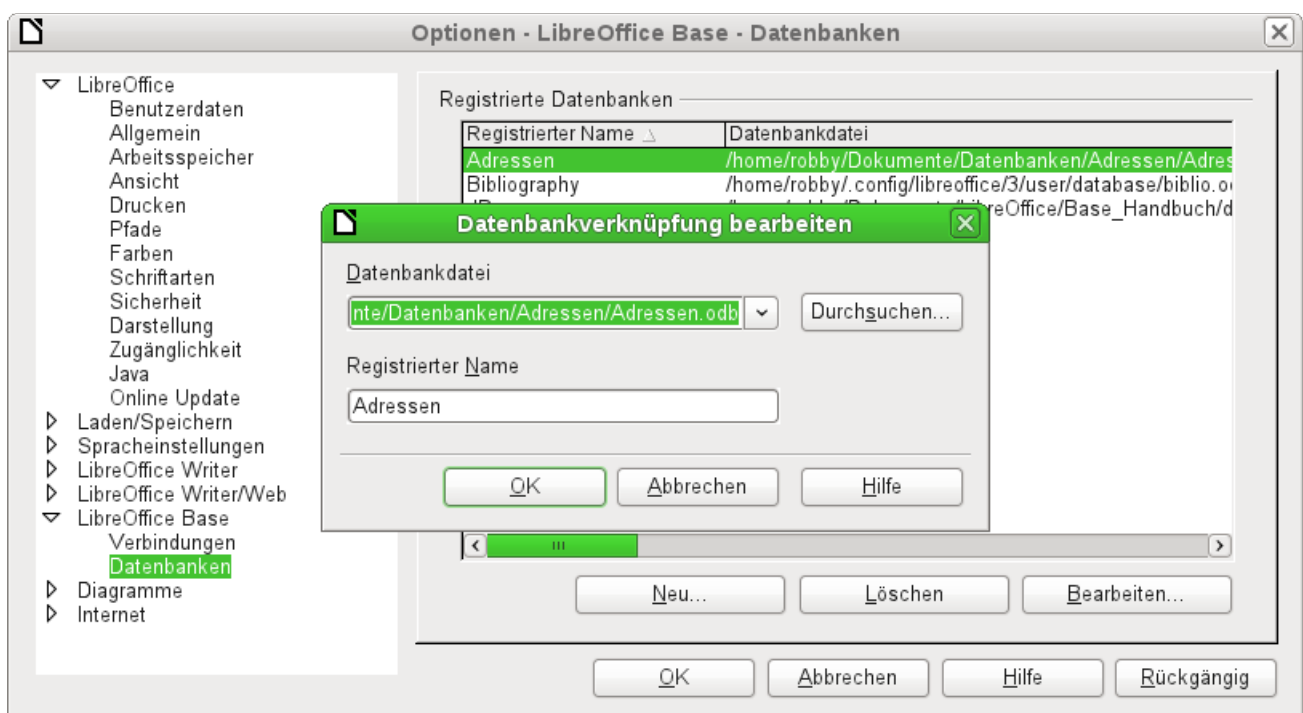 Optionen - LibreOffice Base - Datenbanken
LibreOffice
Benutzerdaten
Allgemein
Arbeitsspeicher
Ansicht
Drucken
Pfade
Farben
Schriftarten
Sicherheit
Darstellung
Zugänglichkeit
Java
Online Update
Laden/Speichern
Spracheinstellungen
LibreOffice Writer
LibreOffice Writer/Web
LibreOffice Base
Verbindungen
Datenbanken
Diagramme
Internet
Registrierte Datenbanken
Registrierter Name Datenbankdatei
Adressen /home/robby/Dokumente/Datenbanken/Adressen/Adres
Bibliography /home/robby/.config/libreoffice/3/user/database/biblio.o
reOffice/Base_Handbuch/d
Datenbankverknüpfung bearbeiten
Datenbankdatei
nte/Datenbanken/Adressen/Adressen.odb Durchsuchen...
Registrierter Name
Adressen
OK Abbrechen Hilfe
Neu... Löschen Bearbeiten...
OK Abbrechen Hilfe Rückgängig